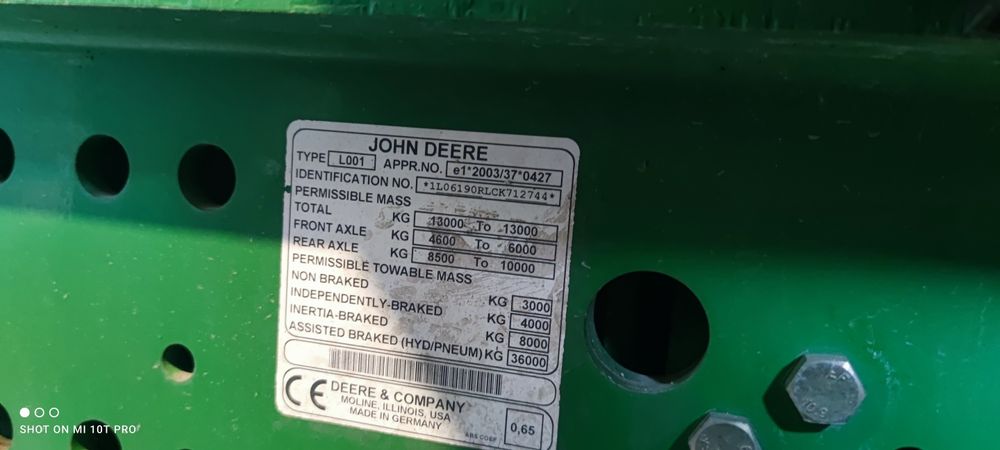 JOHN DEERE
TYPE L001 APPR.NO. e1*2003/37*0427
IDENTIFICATION NO. *1L06190RLCK712744*
PERMISSIBLE MASS
TOTAL KG 13000 To 13000
FRONT AXLE KG 4600 To 6000
REAR AXLE KG 8500 To 10000
PERMISSIBLE TOWABLE MASS
NON BRAKED KG 3000
INDEPENDENTLY-BRAKED KG 4000
INERTIA-BRAKED KG 8000
ASSISTED BRAKED (HYD/PNEUM) KG 36000
CE DEERE & COMPANY
MOLINE, ILLINOIS, USA
MADE IN GERMANY
ABS COEF 0,65
SHOT ON MI 10T PRO